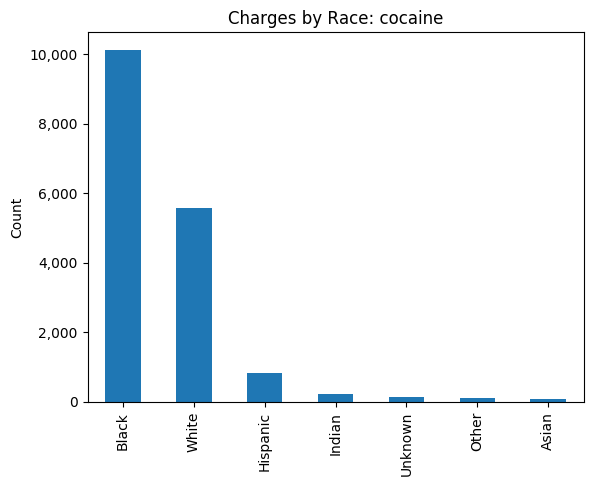 Charges by Race: cocaine
Count
10,000
8,000
6,000
4,000
2,000
0
Black
White
Hispanic
Indian
Unknown
Other
Asian